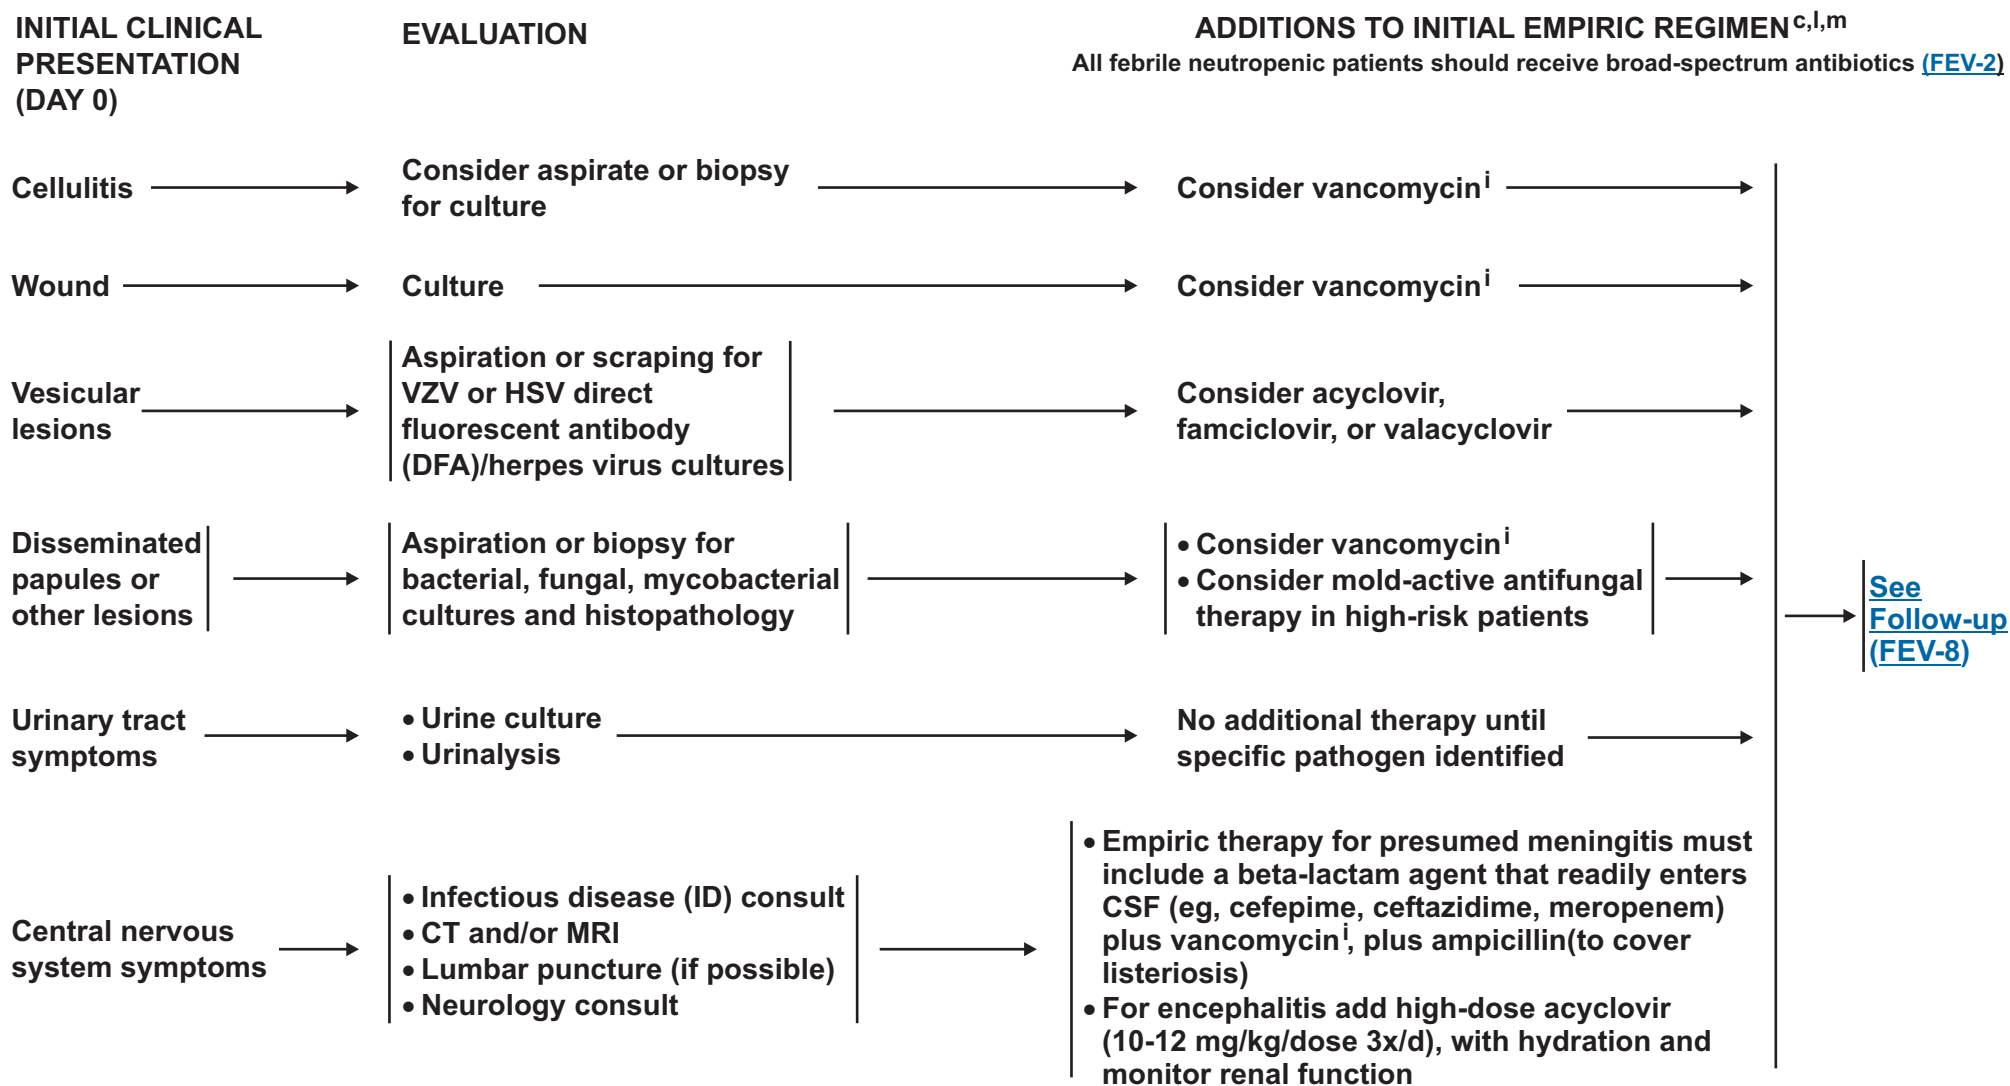 INITIAL CLINICAL
PRESENTATION
(DAY 0)
EVALUATION
ADDITIONS TO INITIAL EMPIRIC REGIMEN c,l,m
All febrile neutropenic patients should receive broad-spectrum antibiotics (FEV-2)
Cellulitis
Consider aspirate or biopsy
for culture
Consider vancomycin i
Wound
Culture
Consider vancomycin i
Vesicular
lesions
Aspiration or scraping for
VZV or HSV direct
fluorescent antibody
(DFA)/herpes virus cultures
Consider acyclovir,
famciclovir, or valacyclovir
Disseminated
papules or
other lesions
Aspiration or biopsy for
bacterial, fungal, mycobacterial
cultures and histopathology
• Consider vancomycin i
• Consider mold-active antifungal
therapy in high-risk patients
Urinary tract
symptoms
• Urine culture
• Urinalysis
No additional therapy until
specific pathogen identified
Central nervous
system symptoms
• Infectious disease (ID) consult
• CT and/or MRI
• Lumbar puncture (if possible)
• Neurology consult
• Empiric therapy for presumed meningitis must
include a beta-lactam agent that readily enters
CSF (eg, cefepime, ceftazidime, meropenem)
plus vancomycin i, plus ampicillin(to cover
listeriosis)
• For encephalitis add high-dose acyclovir
(10-12 mg/kg/dose 3x/d), with hydration and
monitor renal function
See
Follow-up
(FEV-8)